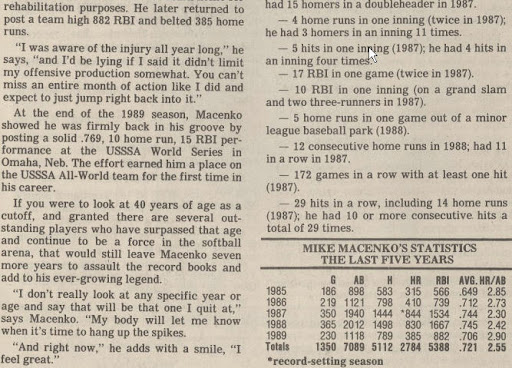 rehabilitation purposes. He later returned to
post a team high 882 RBI and belted 385 home
runs.
"I was aware of the injury all year long," he
says, "and I'd be lying if I said it didn't limit
my offensive production somewhat. You can't
miss an entire month of action like I did and
expect to just jump right back into it."
At the end of the 1989 season, Macenko
showed he was firmly back in his groove by
posting a solid .769, 10 home run, 15 RBI per-
formance at the USSSA World Series in
Omaha, Neb. The effort earned him a place on
the USSSA All-World team for the first time in
his career.
If you were to look at 40 years of age as a
cutoff, and granted there are several out-
standing players who have surpassed that age
and continue to be a force in the softball
arena, that would still leave Macenko seven
more years to assault the record books and
add to his ever-growing legend.
"I don't really look at any specific year or
age and say that will be that one I quit at,"
says Macenko. "My body will let me know
when it's time to hang up the spikes.
"And right now," he adds with a smile, "I
feel great."
had 15 homers in a doubleheader in 1987.
— 4 home runs in one inning (twice in 1987);
he had 3 homers in an inning 11 times.
— 5 hits in one inning (1987); he had 4 hits in
an inning four times.
— 17 RBI in one game (twice in 1987).
— 10 RBI in one inning (on a grand slam
and two three-runners in 1987).
— 5 home runs in one game out of a minor
league baseball park (1988).
— 12 consecutive home runs in 1988; had 11
in a row in 1987.
— 172 games in a row with at least one hit
(1987).
— 29 hits in a row, including 14 home runs
(1987); he had 10 or more consecutive hits a
total of 29 times.
MIKE MACENKO'S STATISTICS
THE LAST FIVE YEARS
G AB H HR RBI AVG. HR/AB
1985 186 898 583 315 566 .649 2.85
1986 219 1121 798 410 739 .712 2.73
1987 350 1940 1444 *844 1534 .744 2.30
1988 365 2012 1498 830 1667 .745 2.42
1989 230 1118 789 385 882 .706 2.90
Totals 1350 7089 5112 2784 5388 .721 2.55
*record-setting season